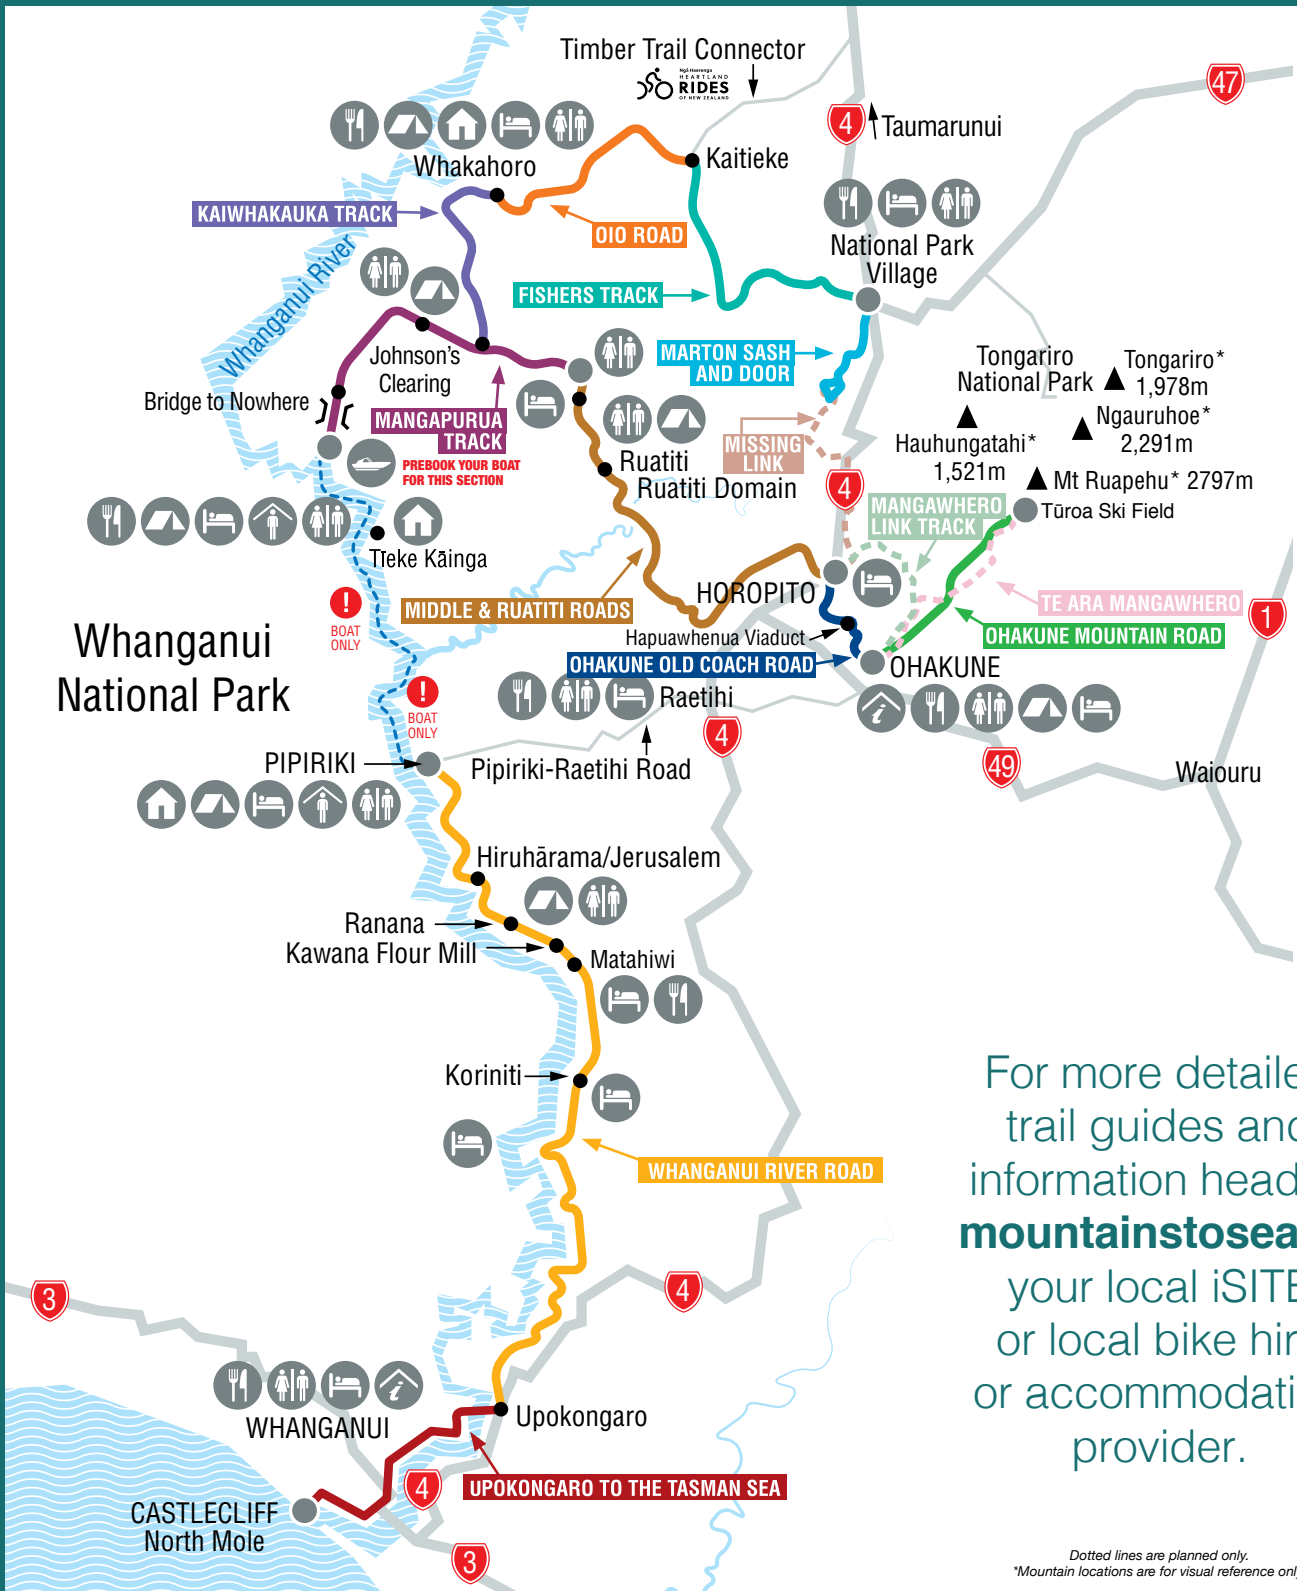 Timber Trail Connector
Ngā Haerenga
HEARTLAND
RIDES
OF NEW ZEALAND
47
4
Taumarunui
Whakahoro
Kaitieke
KAIWHAKAUKA TRACK
OIO ROAD
National Park
Village
Whanganui River
FISHERS TRACK
MARTON SASH
AND DOOR
Johnson's
Clearing
Bridge to Nowhere
MANGAPURUA
TRACK
PREBOOK YOUR BOAT
FOR THIS SECTION
Tongariro
National Park
Tongariro*
1,978m
Ngauruhoe*
2,291m
Hauhungatahi*
1,521m
Mt Ruapehu* 2797m
Tūroa Ski Field
MISSING
LINK
Ruatiti
Ruatiti Domain
4
MANGAWHERO
LINK TRACK
Tīeke Kāinga
!
BOAT
ONLY
MIDDLE & RUATITI ROADS
HOROPITO
TE ARA MANGAWHERO
1
OHAKUNE MOUNTAIN ROAD
Hapuawhenua Viaduct
OHAKUNE OLD COACH ROAD
OHAKUNE
Whanganui
National Park
!
BOAT
ONLY
Raetihi
i
4
49
Waiouru
PIPIRIKI
Pipiriki-Raetihi Road
Hiruhārama/Jerusalem
Ranana
Kawana Flour Mill
Matahiwi
Koriniti
WHANGANUI RIVER ROAD
For more detaile
trail guides and
information head
mountainstosea
your local iSITE
or local bike hir
or accommodati
provider.
3
4
i
WHANGANUI
Upokongaro
4
UPOKONGARO TO THE TASMAN SEA
CASTLECLIFF
North Mole
3
Dotted lines are planned only.
*Mountain locations are for visual reference only